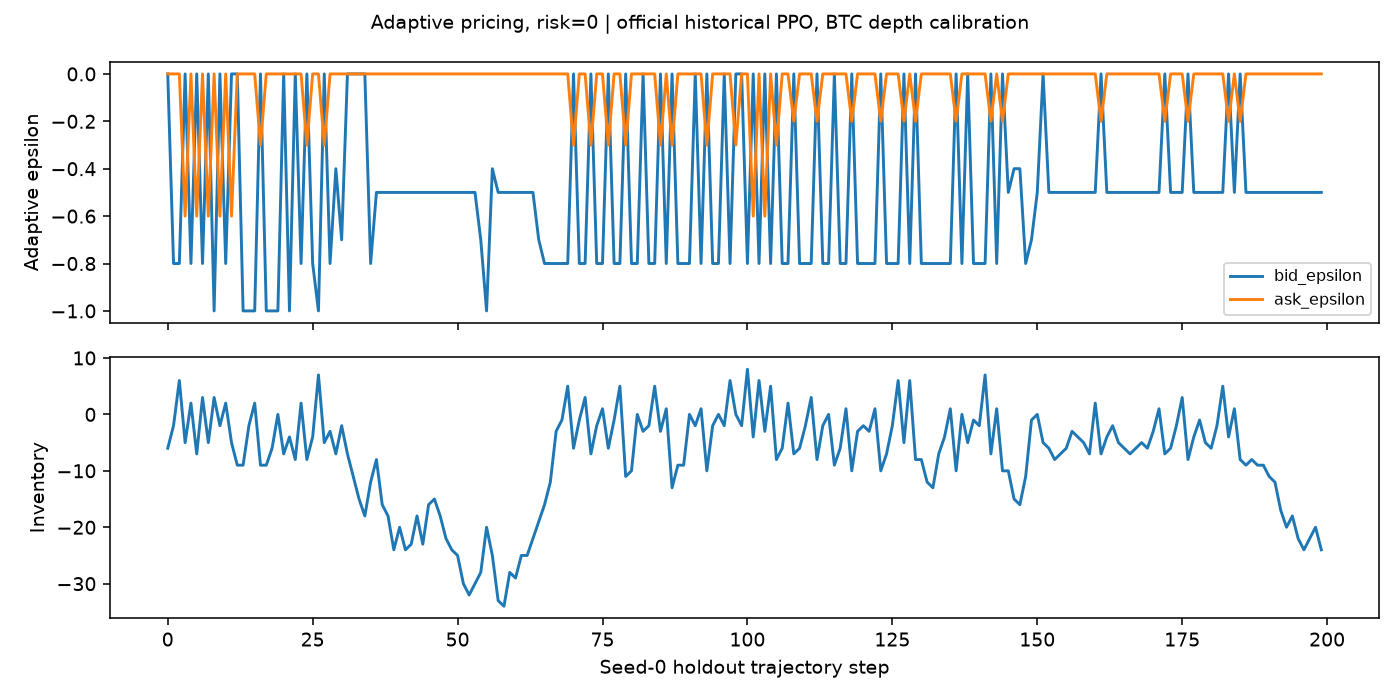 Adaptive pricing, risk=0 | official historical PPO, BTC depth calibration
0.0
−0.2
−0.4
−0.6
−0.8
−1.0
Adaptive epsilon
bid_epsilon
ask_epsilon
10
0
−10
−20
−30
Inventory
0 25 50 75 100 125 150 175 200
Seed-0 holdout trajectory step